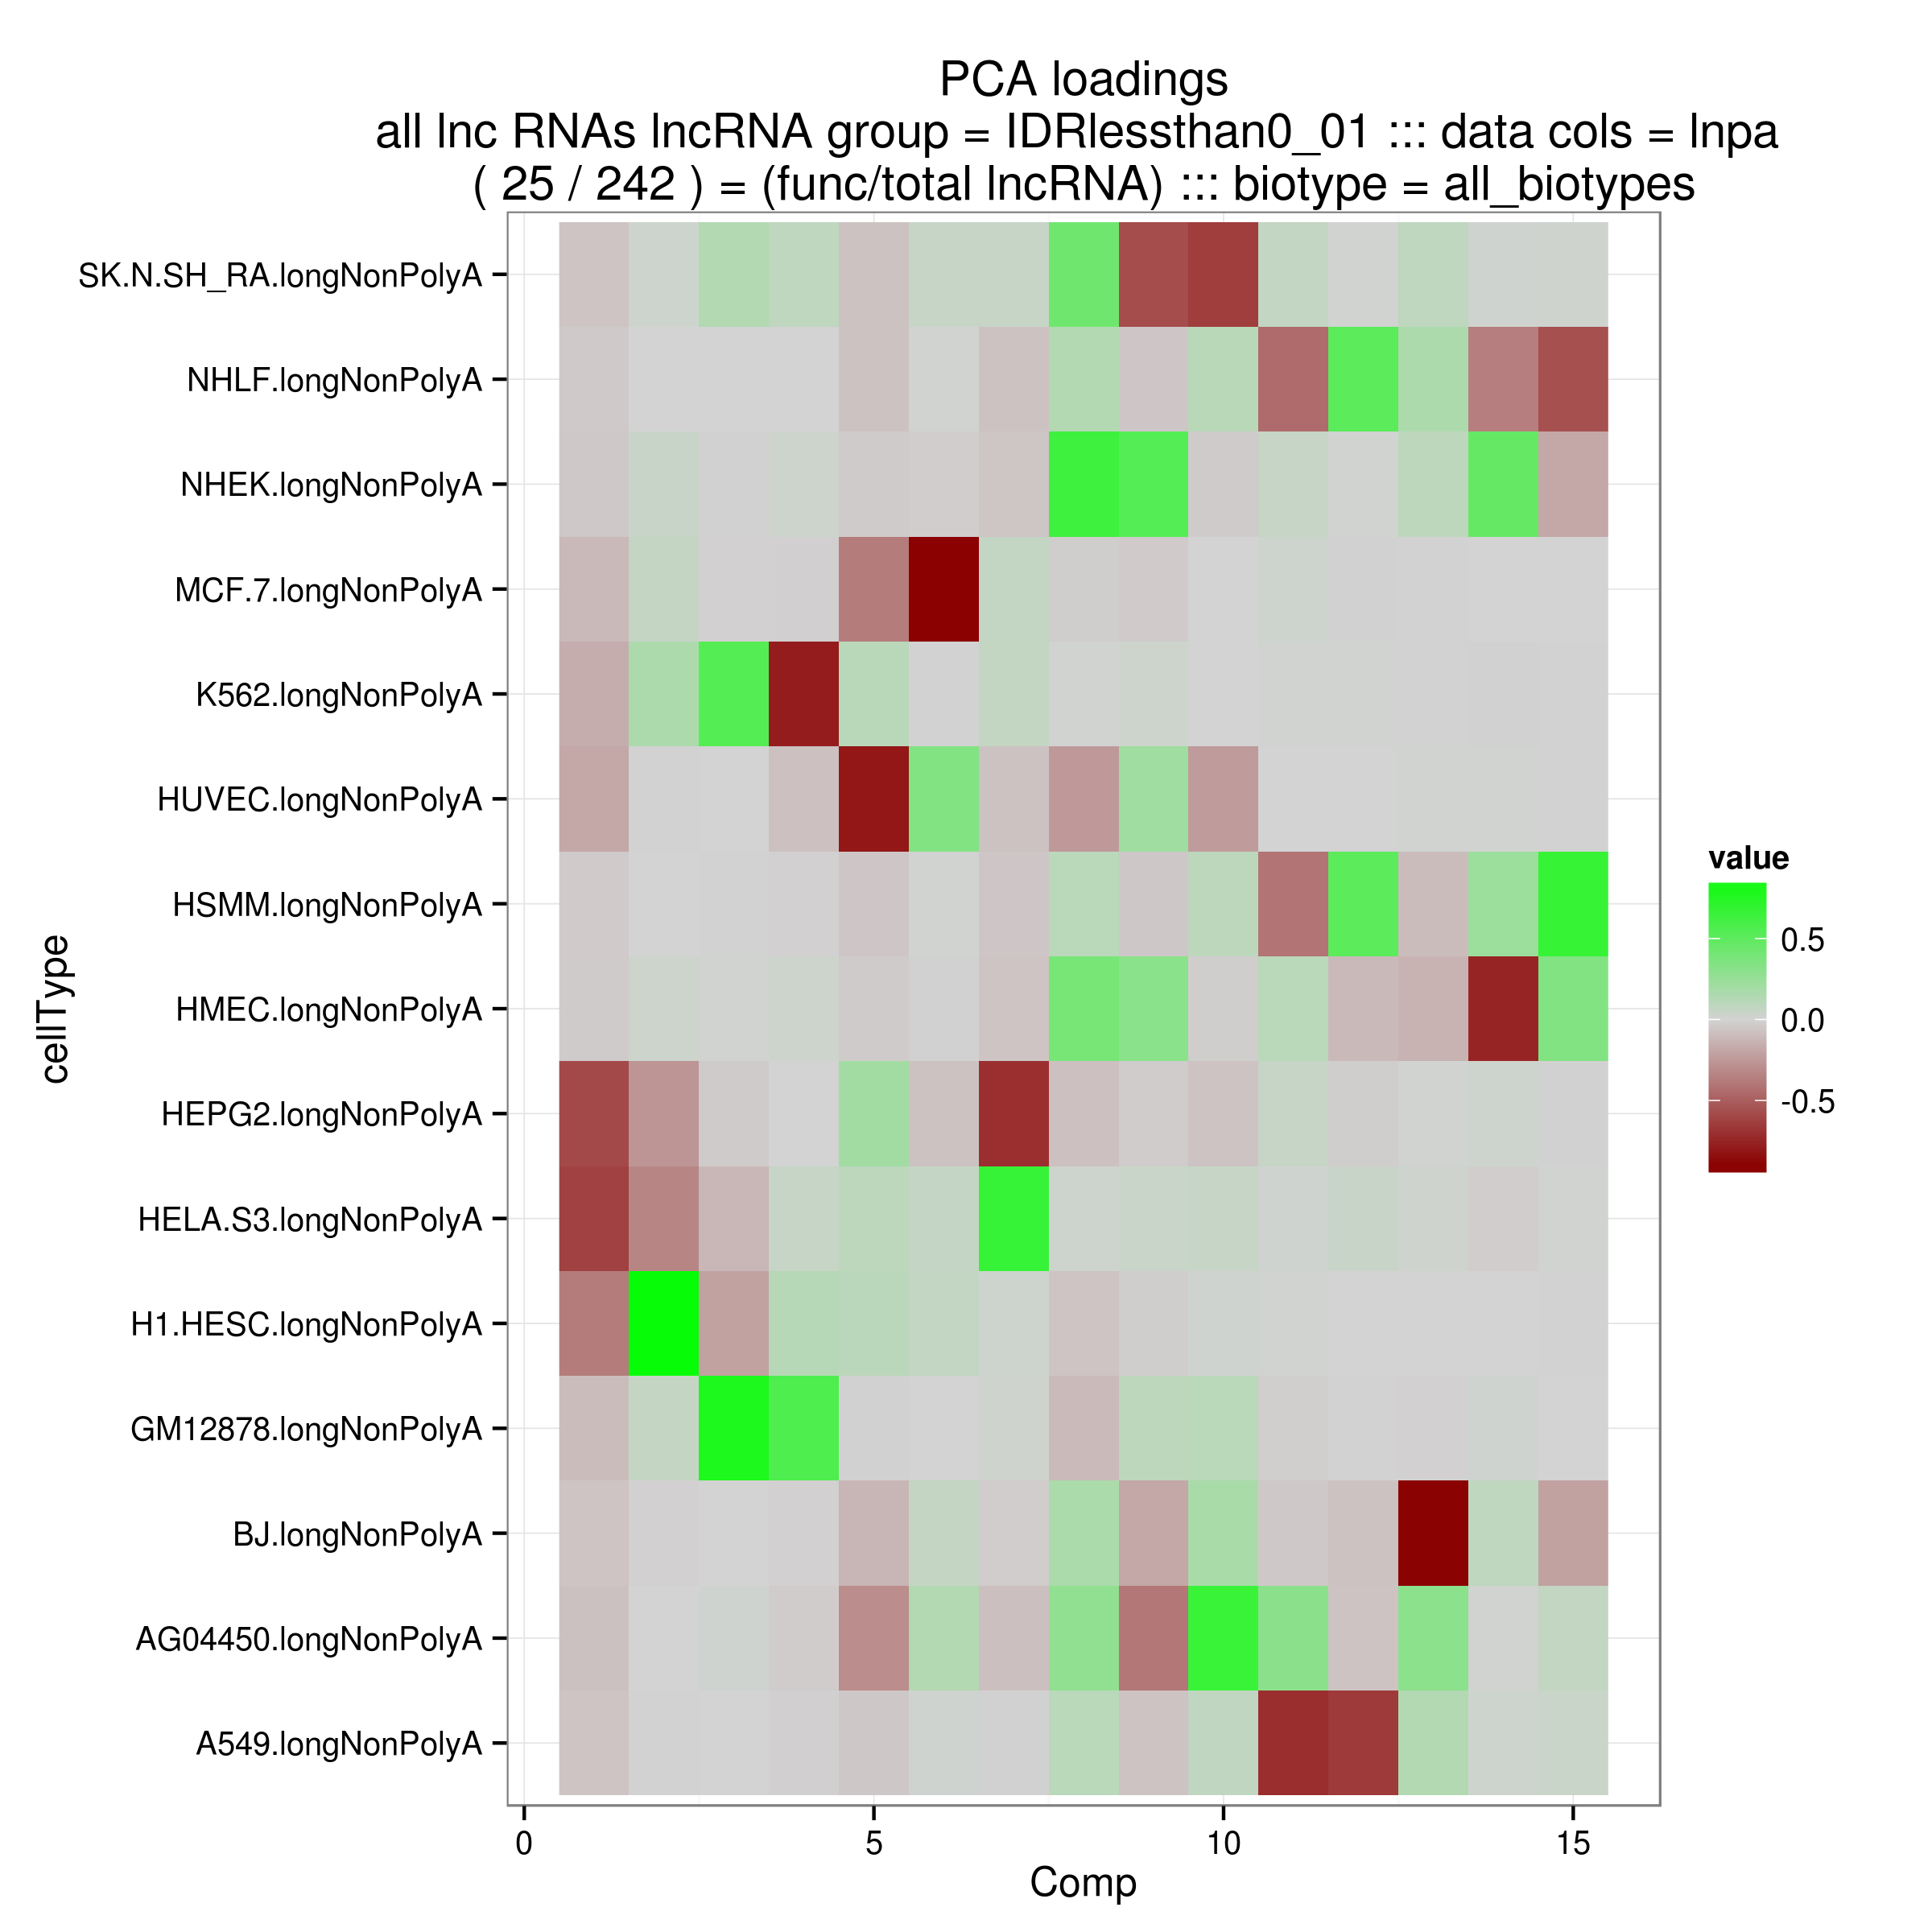 PCA loadings
all lnc RNAs lncRNA group = IDRlessthan0_01 ::: data cols = lnpa
( 25 / 242 ) = (func/total lncRNA) ::: biotype = all_biotypes
SK.N.SH_RA.longNonPolyA
NHLF.longNonPolyA
NHEK.longNonPolyA
MCF.7.longNonPolyA
K562.longNonPolyA
HUVEC.longNonPolyA
HSMM.longNonPolyA
HMEC.longNonPolyA
HEPG2.longNonPolyA
HELA.S3.longNonPolyA
H1.HESC.longNonPolyA
GM12878.longNonPolyA
BJ.longNonPolyA
AG04450.longNonPolyA
A549.longNonPolyA
cellType
0 5 10 15
Comp
value
0.5
0.0
-0.5